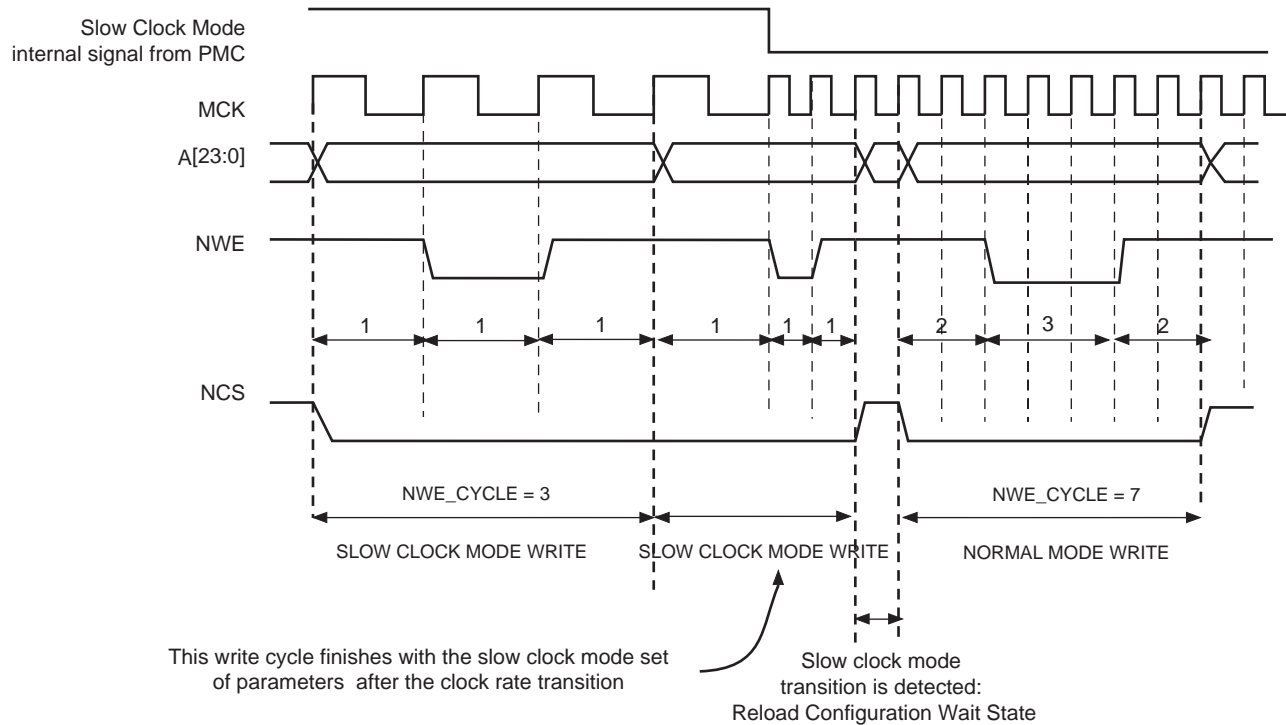 Slow Clock Mode
internal signal from PMC
MCK
A[23:0]
NWE
1 1 1 1 1 1 2 3 2
NCS
NWE_CYCLE = 3 NWE_CYCLE = 7
SLOW CLOCK MODE WRITE SLOW CLOCK MODE WRITE NORMAL MODE WRITE
This write cycle finishes with the slow clock mode set
of parameters after the clock rate transition
Slow clock mode
transition is detected:
Reload Configuration Wait State